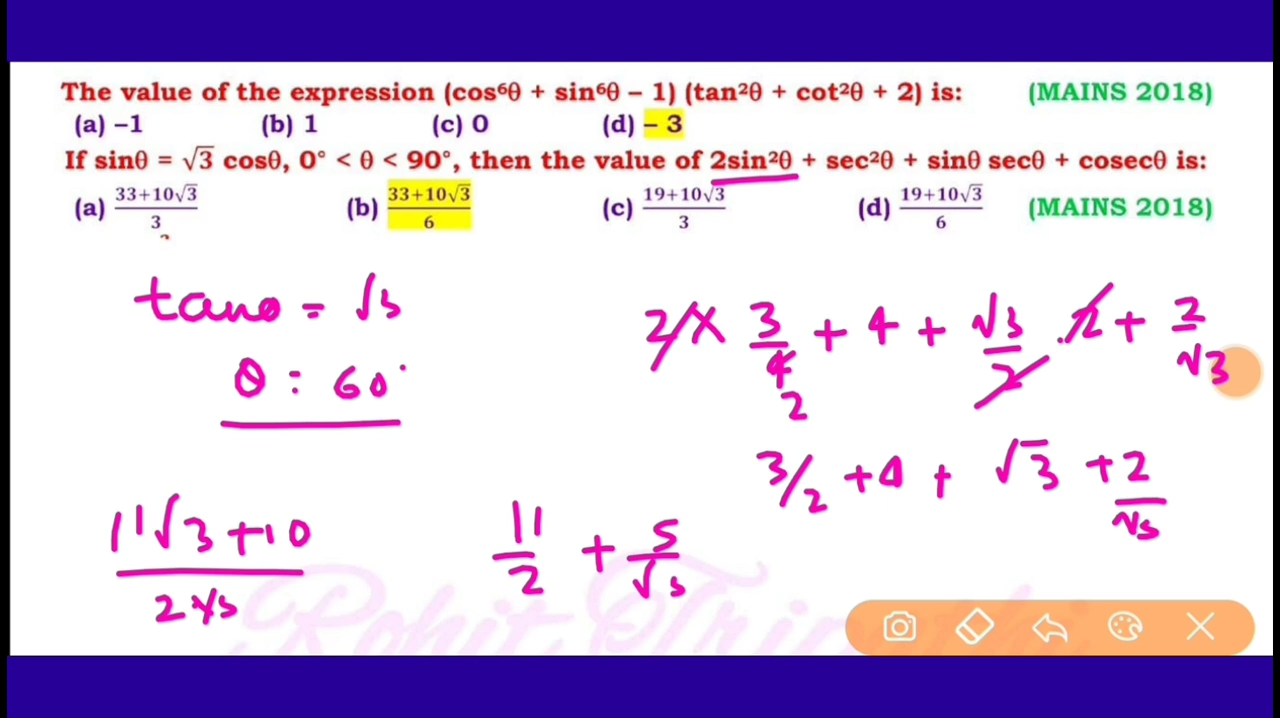 The value of the expression (cos⁶θ + sin⁶θ – 1) (tan²θ + cot²θ + 2) is: (MAINS 2018)
(a) –1 (b) 1 (c) 0 (d) – 3
If sinθ = √3 cosθ, 0° < θ < 90°, then the value of 2sin²θ + sec²θ + sinθ secθ + cosecθ is:
(a) 33+10√3/3 (b) 33+10√3/6 (c) 19+10√3/3 (d) 19+10√3/6 (MAINS 2018)
tanθ = √3
θ = 60°
2 × 3/4 + 4 + √3/2 . 2 + 2/√3
2
3/2 + 4 + √3 + 2/√3
11/2 + 5/√3
11√3 + 10 / 2√3
Rohit Tripathi